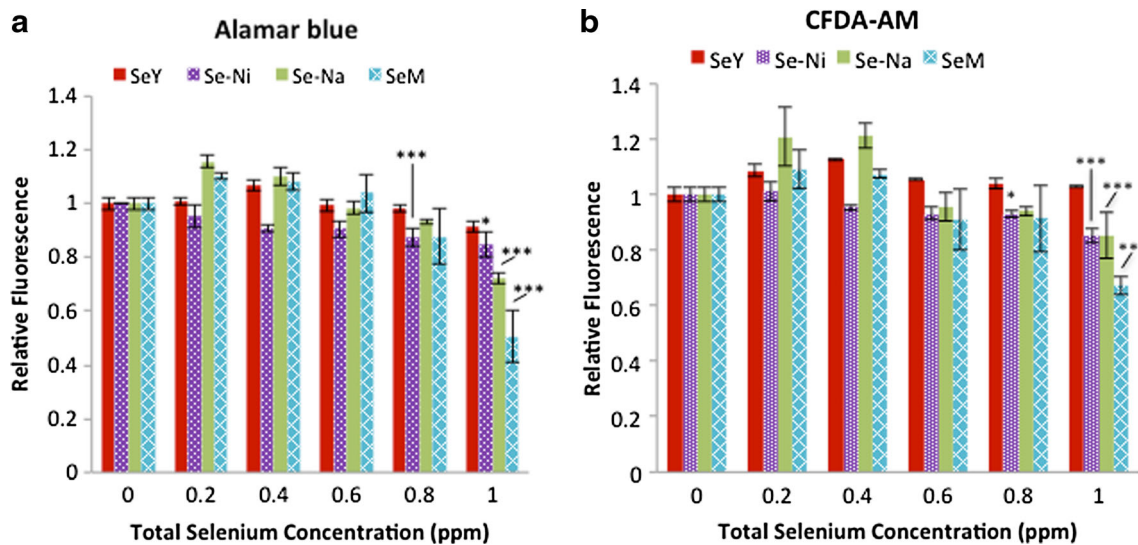 a
Alamar blue
SeY Se-Ni Se-Na SeM
Relative Fluorescence
1.4
1.2
1
0.8
0.6
0.4
0.2
0
***
*
***
***
0 0.2 0.4 0.6 0.8 1
Total Selenium Concentration (ppm)
b
CFDA-AM
SeY Se-Ni Se-Na SeM
Relative Fluorescence
1.4
1.2
1
0.8
0.6
0.4
0.2
0
*
***
***
**
0 0.2 0.4 0.6 0.8 1
Total Selenium Concentration (ppm)